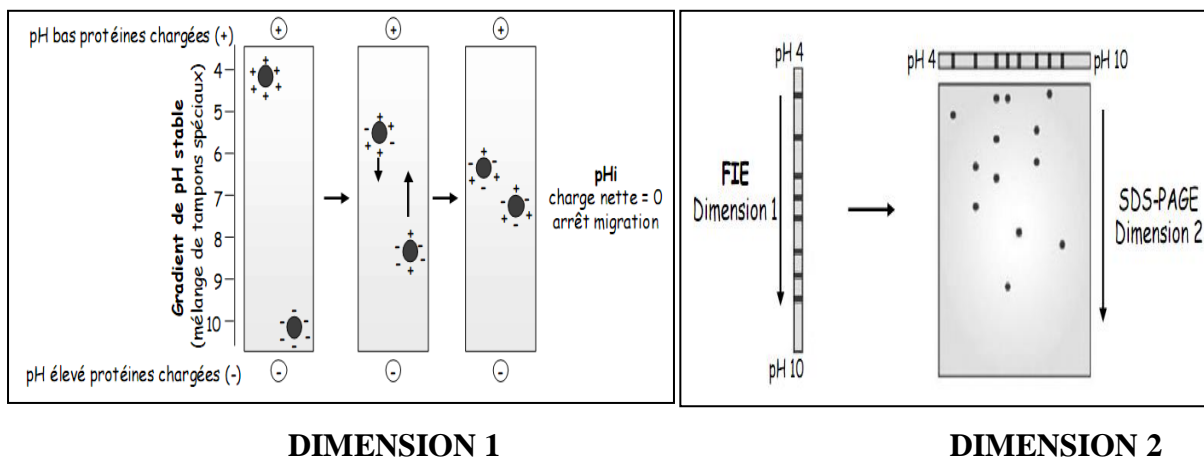 pH bas protéines chargées (+)
+
+
+
Gradient de pH stable
(mélange de tampons spéciaux)
4
5
6
7
8
9
10
pHi
charge nette = 0
arrêt migration
pH élevé protéines chargées (-)
-
-
-
pH 4
FIE
Dimension 1
pH 10
pH 4
pH 10
SDS-PAGE
Dimension 2
DIMENSION 1
DIMENSION 2